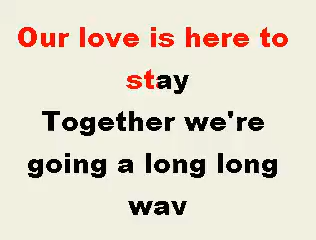 Our love is here to
stay
Together we're
going a long long
way